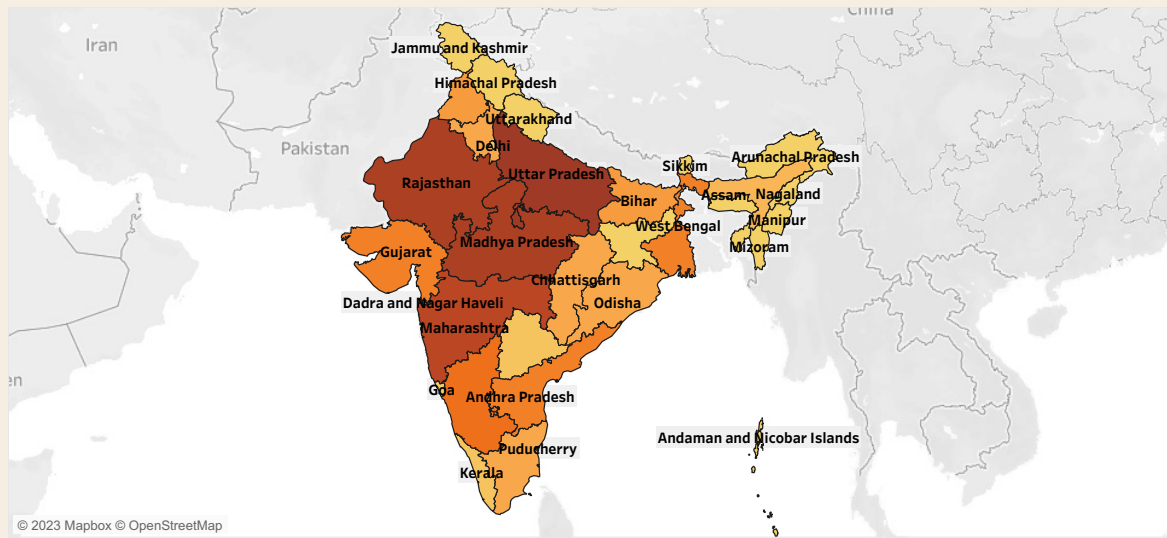 China
Iran
Jammu and Kashmir
Himachal Pradesh
Uttarakhand
Pakistan
Delhi
Sikkim
Arunachal Pradesh
Rajasthan
Uttar Pradesh
Bihar
Assam
Nagaland
Manipur
West Bengal
Madhya Pradesh
Mizoram
Gujarat
Chhattisgarh
Dadra and Nagar Haveli
Odisha
Maharashtra
en
Goa
Andhra Pradesh
Andaman and Nicobar Islands
Puducherry
Kerala
© 2023 Mapbox © OpenStreetMap